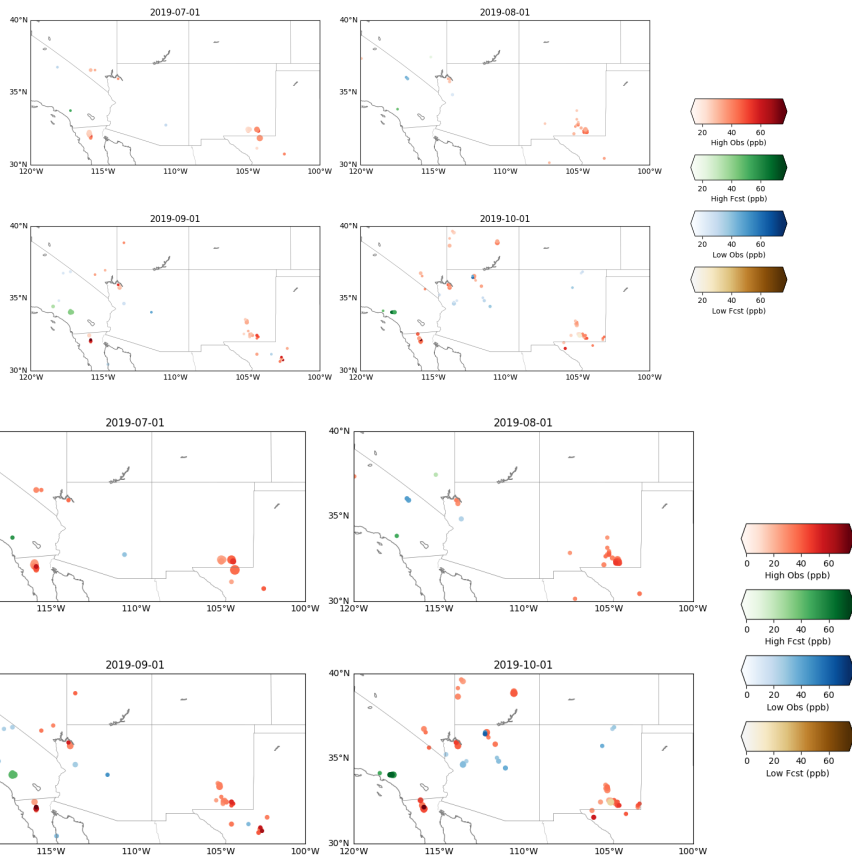 2019-07-01
2019-08-01
40°N
35°N
30°N
120°W 115°W 110°W 105°W 100°W
40°N
35°N
30°N
120°W 115°W 110°W 105°W 100°W
2019-09-01
2019-10-01
40°N
35°N
30°N
120°W 115°W 110°W 105°W 100°W
40°N
35°N
30°N
120°W 115°W 110°W 105°W 100°W
20 40 60
High Obs (ppb)
20 40 60
High Fcst (ppb)
20 40 60
Low Obs (ppb)
20 40 60
Low Fcst (ppb)
2019-07-01
2019-08-01
115°W 110°W 105°W 100°W
40°N
35°N
30°N
120°W 115°W 110°W 105°W 100°W
2019-09-01
2019-10-01
115°W 110°W 105°W 100°W
40°N
35°N
30°N
120°W 115°W 110°W 105°W 100°W
0 20 40 60
High Obs (ppb)
0 20 40 60
High Fcst (ppb)
0 20 40 60
Low Obs (ppb)
0 20 40 60
Low Fcst (ppb)